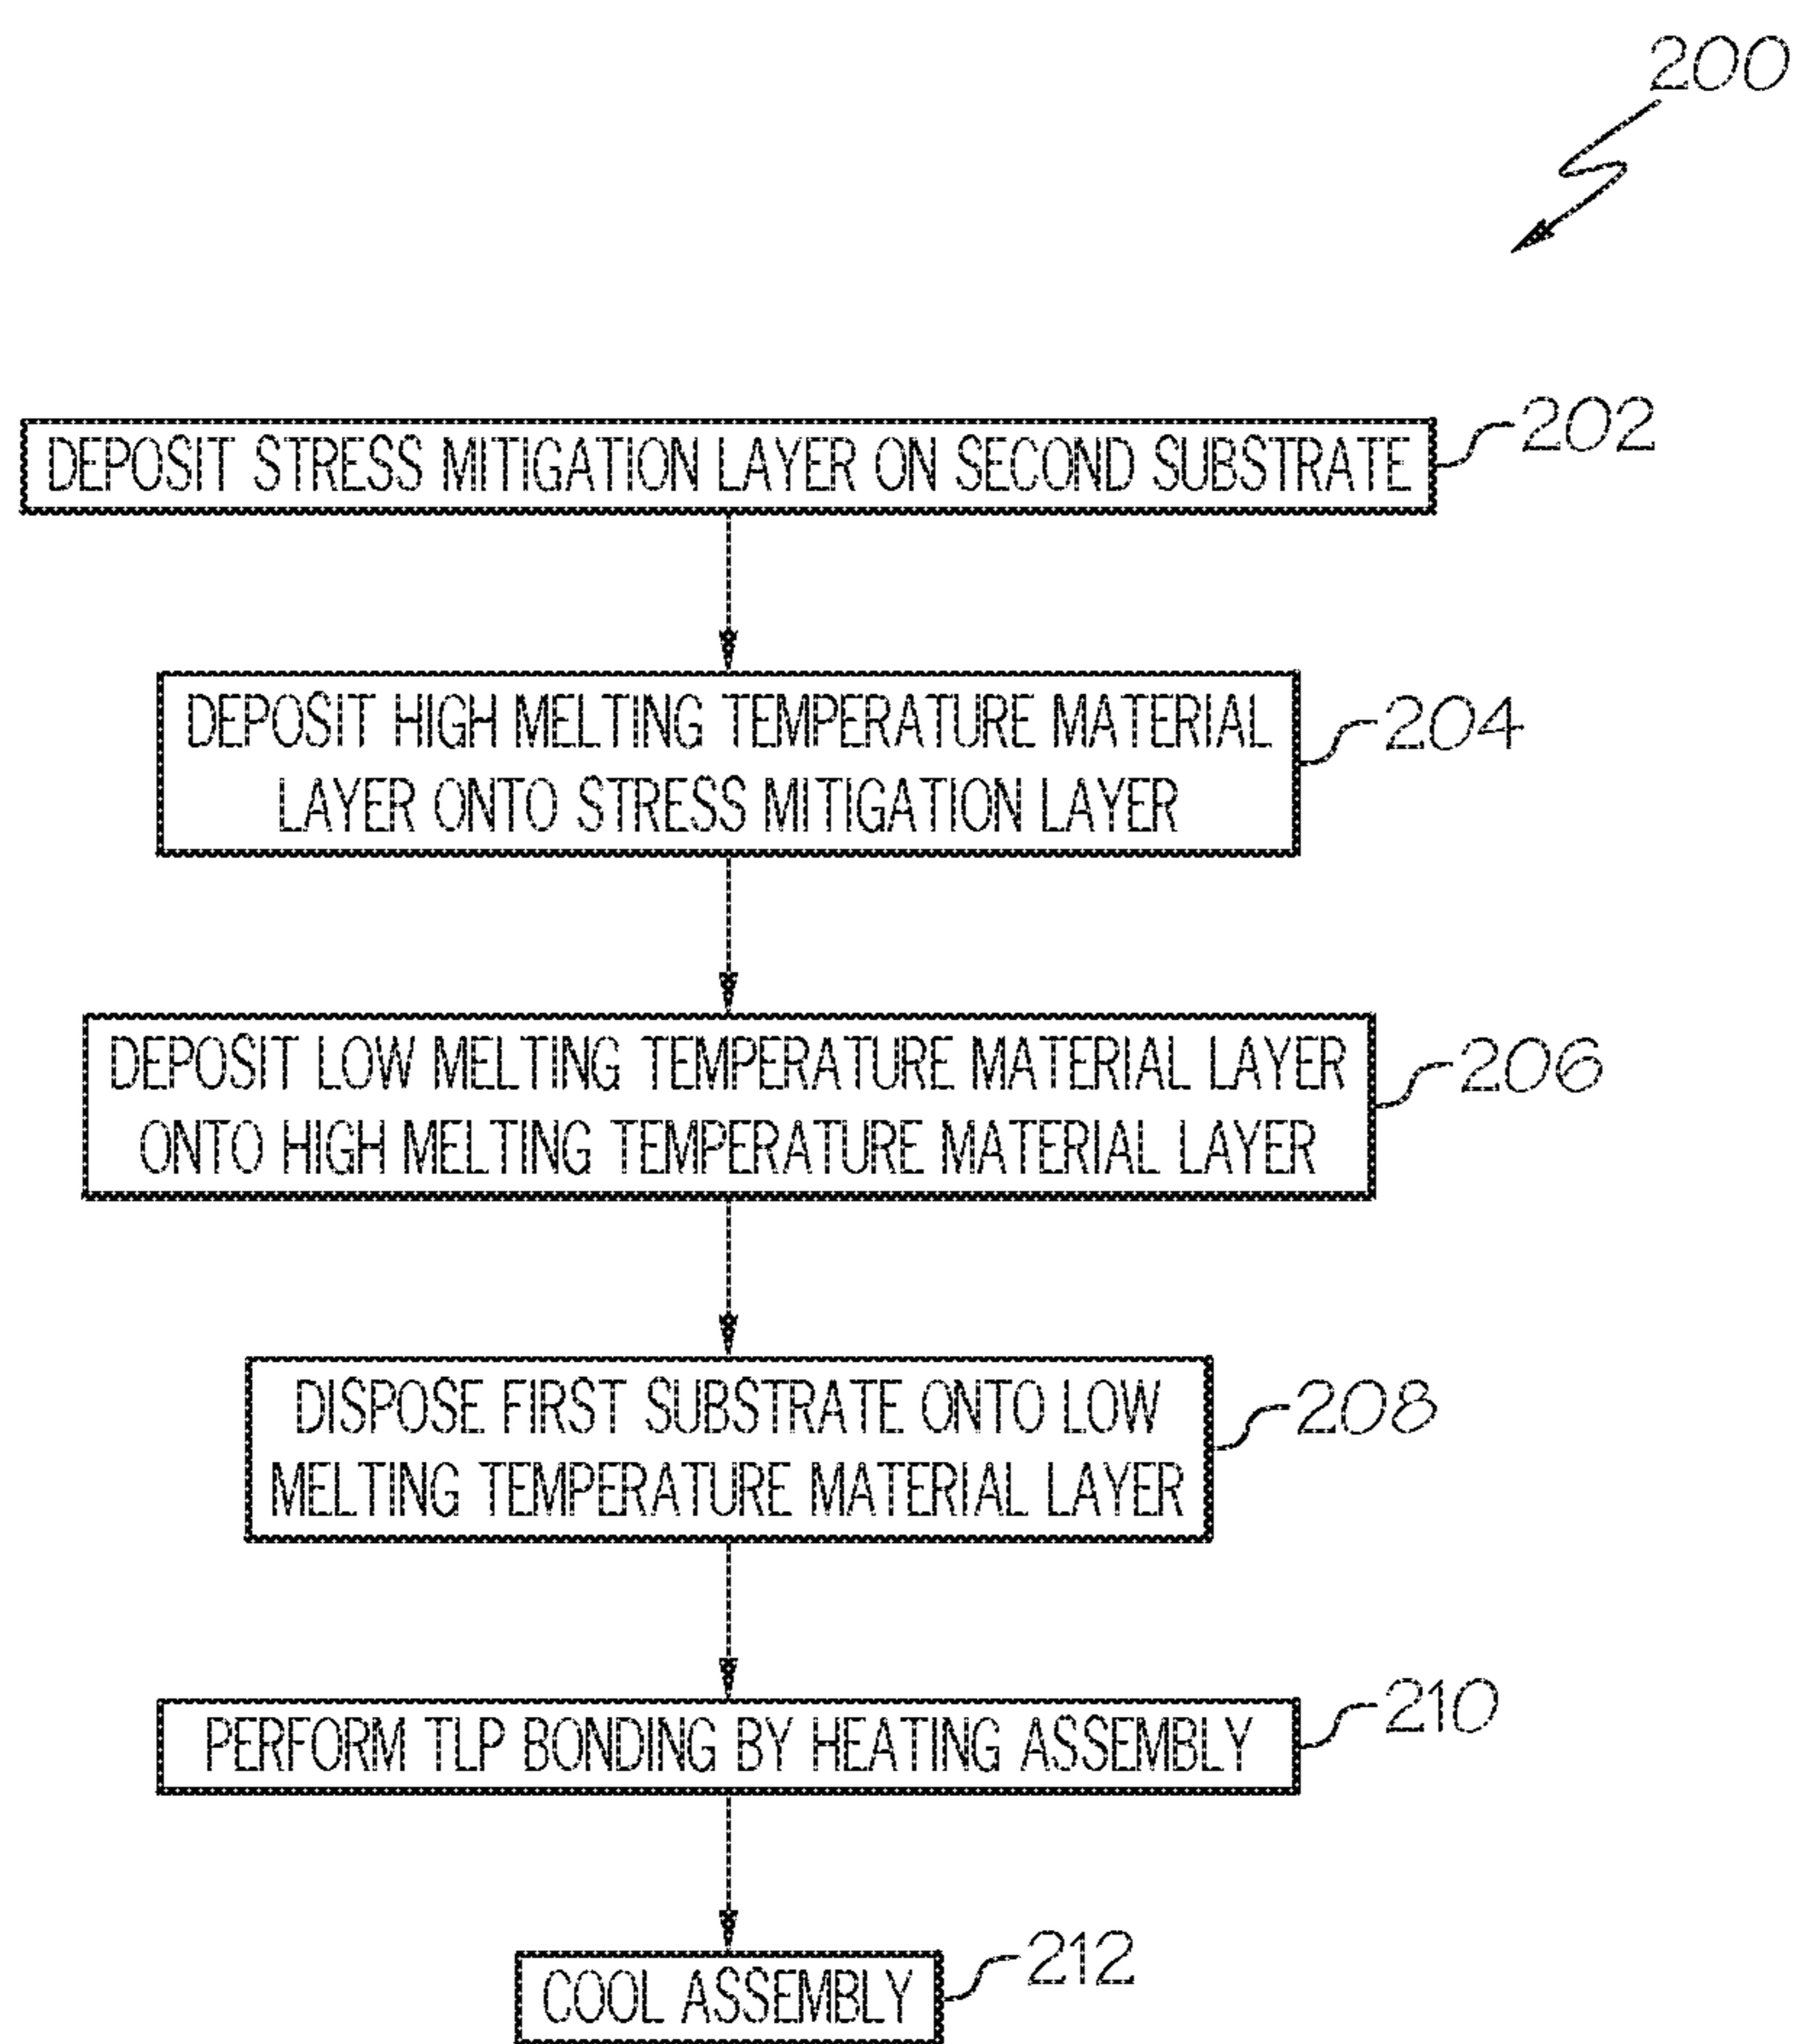 200
DEPOSIT STRESS MITIGATION LAYER ON SECOND SUBSTRATE
202
DEPOSIT HIGH MELTING TEMPERATURE MATERIAL
LAYER ONTO STRESS MITIGATION LAYER
204
DEPOSIT LOW MELTING TEMPERATURE MATERIAL LAYER
ONTO HIGH MELTING TEMPERATURE MATERIAL LAYER
206
DISPOSE FIRST SUBSTRATE ONTO LOW
MELTING TEMPERATURE MATERIAL LAYER
208
PERFORM TLP BONDING BY HEATING ASSEMBLY
210
COOL ASSEMBLY
212